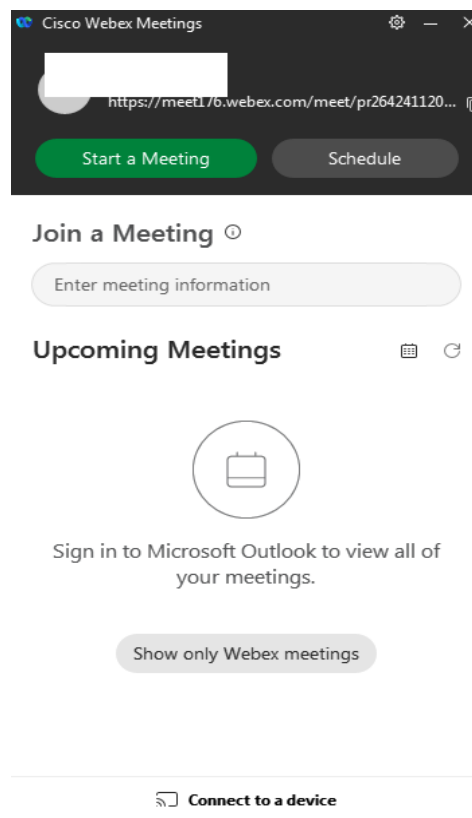 Cisco Webex Meetings
https://meet176.webex.com/meet/pr264241120...
Start a Meeting
Schedule
Join a Meeting
Enter meeting information
Upcoming Meetings
Sign in to Microsoft Outlook to view all of
your meetings.
Show only Webex meetings
Connect to a device